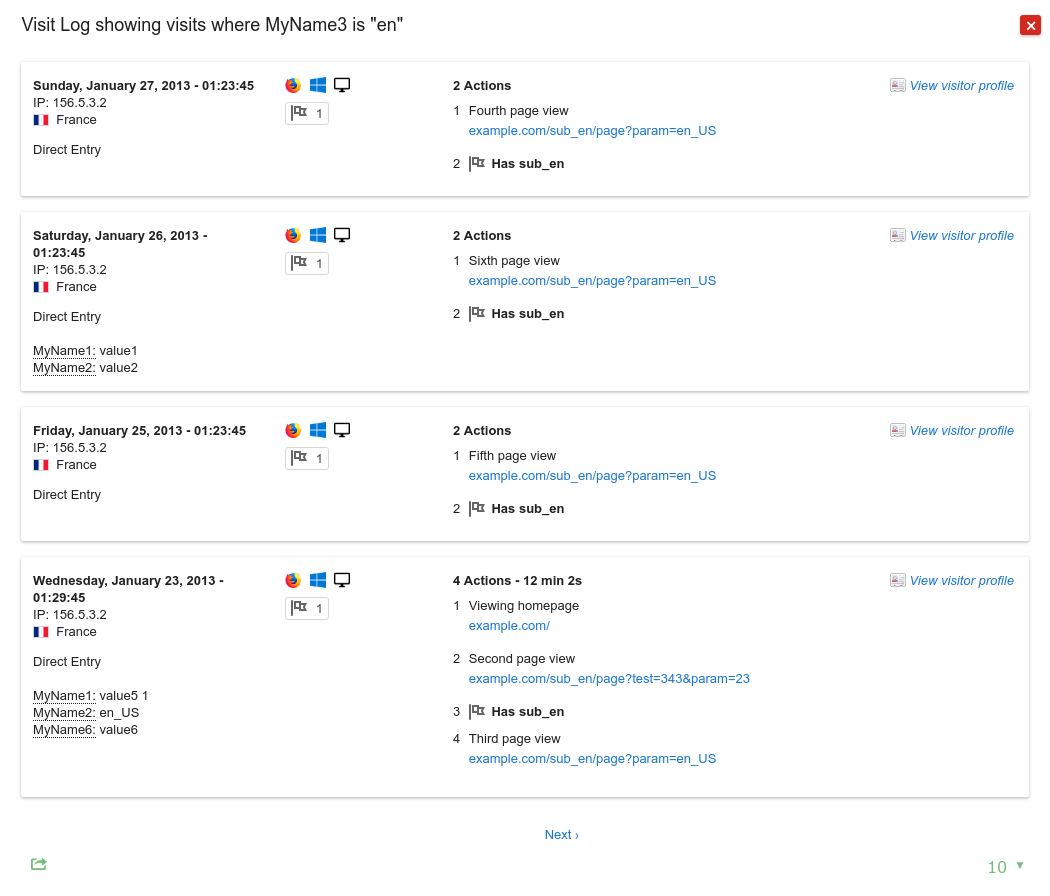 Visit Log showing visits where MyName3 is "en"
Sunday, January 27, 2013 - 01:23:45
IP: 156.5.3.2
France
Direct Entry
1
2 Actions
1 Fourth page view
example.com/sub_en/page?param=en_US
2 Has sub_en
View visitor profile
Saturday, January 26, 2013 -
01:23:45
IP: 156.5.3.2
France
Direct Entry
MyName1: value1
MyName2: value2
1
2 Actions
1 Sixth page view
example.com/sub_en/page?param=en_US
2 Has sub_en
View visitor profile
Friday, January 25, 2013 - 01:23:45
IP: 156.5.3.2
France
Direct Entry
1
2 Actions
1 Fifth page view
example.com/sub_en/page?param=en_US
2 Has sub_en
View visitor profile
Wednesday, January 23, 2013 -
01:29:45
IP: 156.5.3.2
France
Direct Entry
MyName1: value5 1
MyName2: en_US
MyName6: value6
1
4 Actions - 12 min 2s
1 Viewing homepage
example.com/
2 Second page view
example.com/sub_en/page?test=343&param=23
3 Has sub_en
4 Third page view
example.com/sub_en/page?param=en_US
View visitor profile
Next ›
10